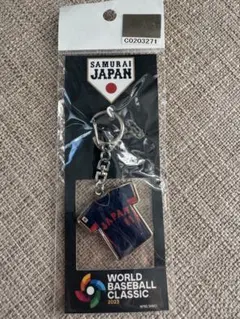 C0203271
SAMURAI
JAPAN
JAPAN
WORLD
BASEBALL
CLASSIC
2023